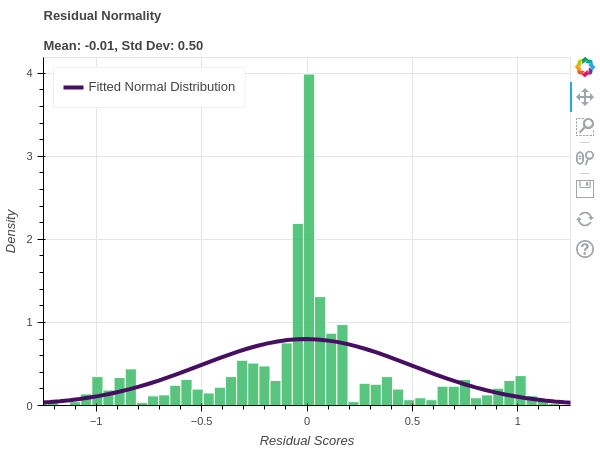 Residual Normality
Mean: -0.01, Std Dev: 0.50
Fitted Normal Distribution
4
3
2
1
0
Density
−1
−0.5
0
0.5
1
Residual Scores